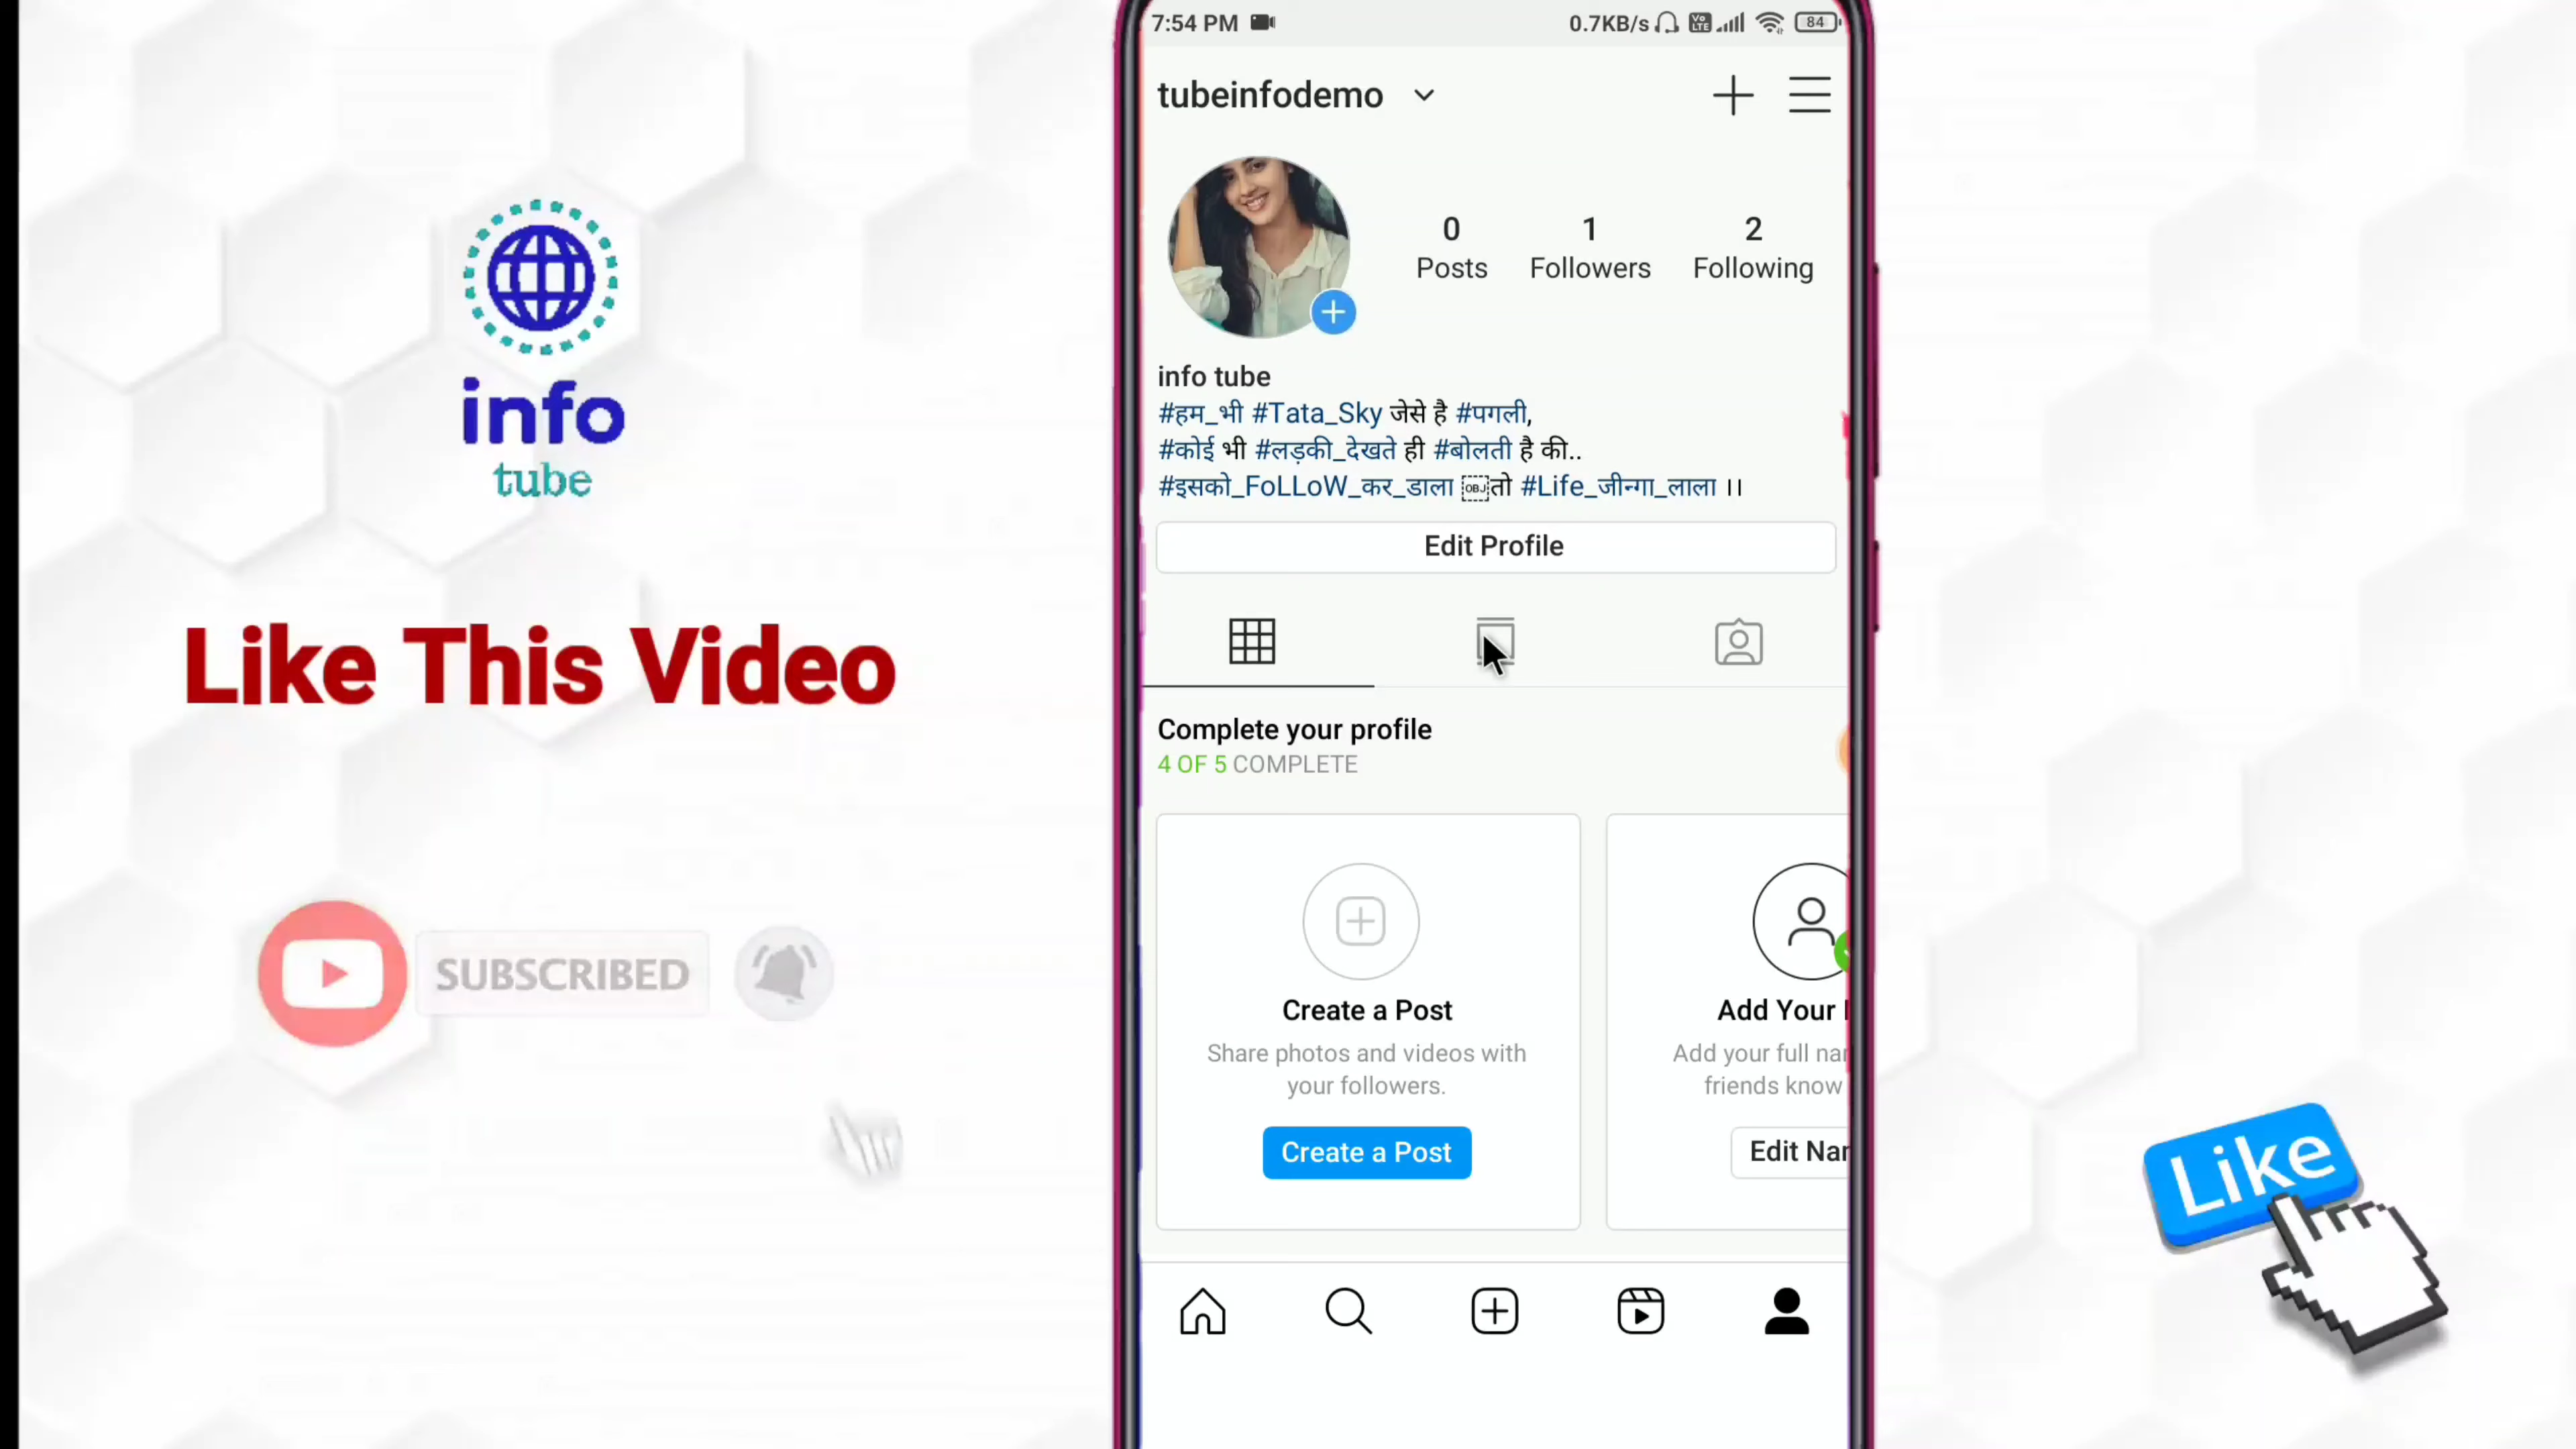 info
tube
Like This Video
SUBSCRIBED
7:54 PM
0.7KB/s
Vo LTE
84
tubeinfodemo
0 1 2
Posts Followers Following
info tube
#हम_भी #Tata_Sky जेसे है #पगली,
#कोई भी #लड़की_देखते ही #बोलती है की..
#इसको_FoLLoW_कर_डाला OBJ तो #Life_जीन्गा_लाला ।।
Edit Profile
Complete your profile
4 OF 5 COMPLETE
Create a Post
Share photos and videos with
your followers.
Create a Post
Add Your
Add your full
friends know
Edit
Like